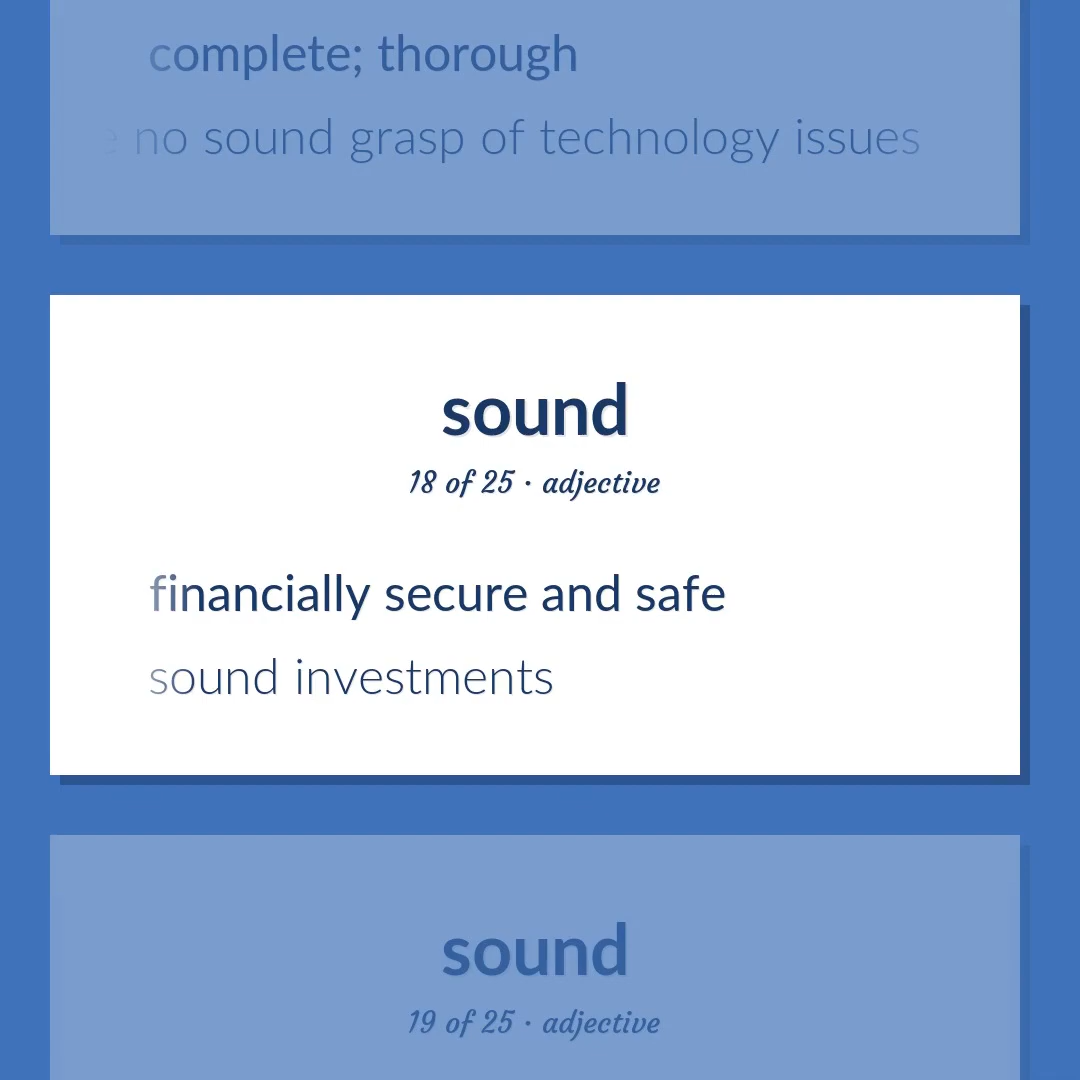 complete; thorough
no sound grasp of technology issues
sound
18 of 25 · adjective
financially secure and safe
sound investments
sound
19 of 25 · adjective